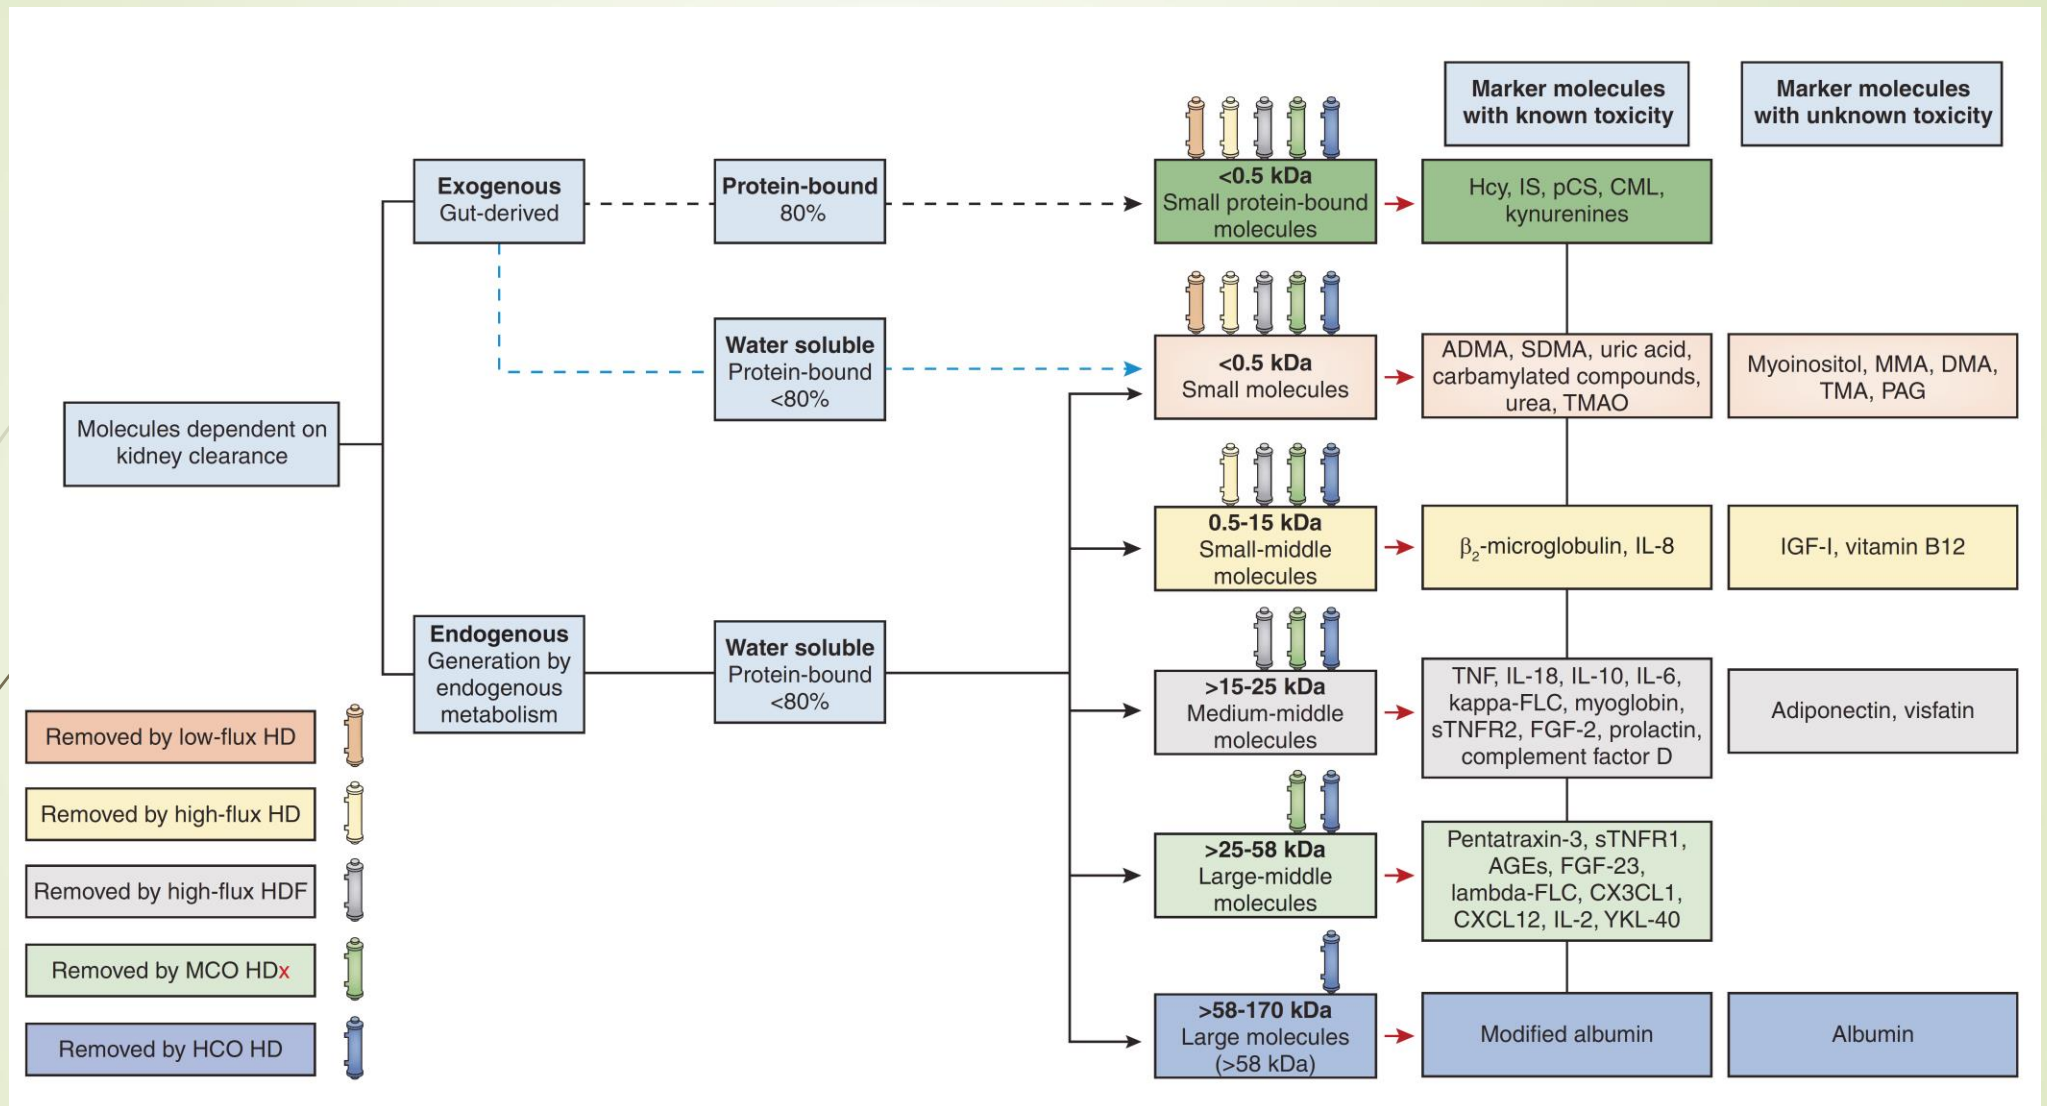 Marker molecules
with known toxicity
Marker molecules
with unknown toxicity
Exogenous
Gut-derived
Protein-bound
80%
<0.5 kDa
Small protein-bound
molecules
Hcy, IS, pCS, CML,
kynurenines
Water soluble
Protein-bound
<80%
<0.5 kDa
Small molecules
ADMA, SDMA, uric acid,
carbamylated compounds,
urea, TMAO
Myoinositol, MMA, DMA,
TMA, PAG
Molecules dependent on
kidney clearance
0.5-15 kDa
Small-middle
molecules
β₂-microglobulin, IL-8
IGF-I, vitamin B12
Endogenous
Generation by
endogenous
metabolism
Water soluble
Protein-bound
<80%
>15-25 kDa
Medium-middle
molecules
TNF, IL-18, IL-10, IL-6,
kappa-FLC, myoglobin,
sTNFR2, FGF-2, prolactin,
complement factor D
Adiponectin, visfatin
>25-58 kDa
Large-middle
molecules
Pentatraxin-3, sTNFR1,
AGEs, FGF-23,
lambda-FLC, CX3CL1,
CXCL12, IL-2, YKL-40
>58-170 kDa
Large molecules
(>58 kDa)
Modified albumin
Albumin
Removed by low-flux HD
Removed by high-flux HD
Removed by high-flux HDF
Removed by MCO HDx
Removed by HCO HD